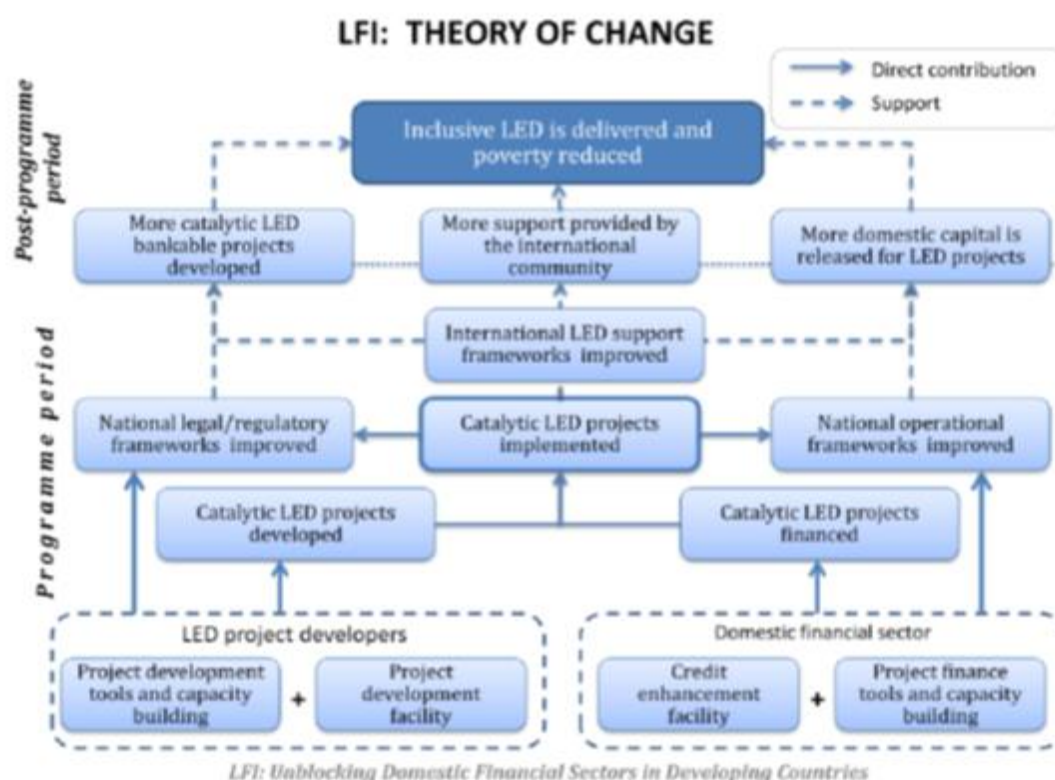 LFI: THEORY OF CHANGE
Direct contribution
Support
Post-programme
period
Inclusive LED is delivered and
poverty reduced
More catalytic LED
bankable projects
developed
More support provided by
the international
community
More domestic capital is
released for LED projects
International LED support
frameworks improved
Programme period
National legal/regulatory
frameworks improved
Catalytic LED projects
implemented
National operational
frameworks improved
Catalytic LED projects
developed
Catalytic LED projects
financed
LED project developers
Project development
tools and capacity
building
+
Project
development
facility
Domestic financial sector
Credit
enhancement
facility
+
Project finance
tools and capacity
building
LFI: Unblocking Domestic Financial Sectors in Developing Countries